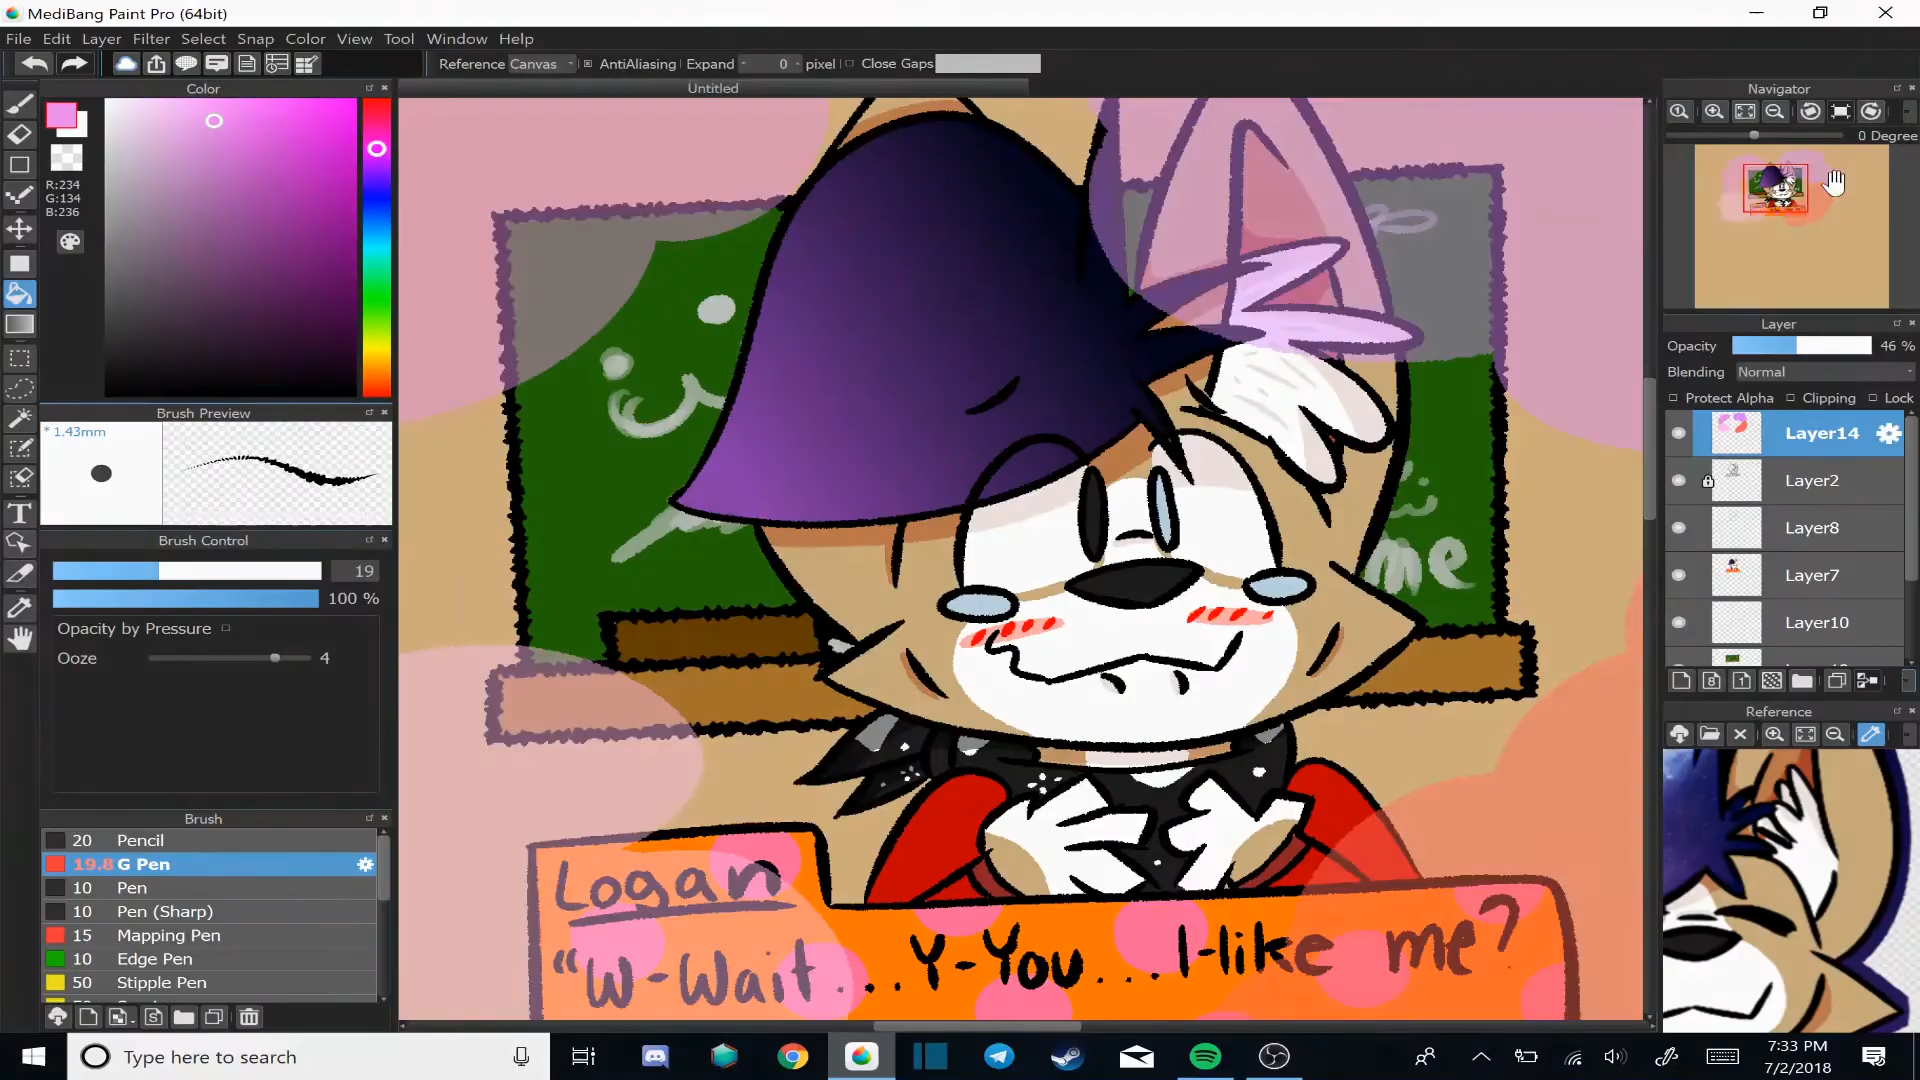 MediBang Paint Pro (64bit)
File Edit Layer Filter Select Snap Color View Tool Window Help
Reference Canvas AntiAliasing Expand 0 pixel Close Gaps
Color
Untitled
Navigator
0 Degree
R:234
G:134
B:236
Layer
Opacity 46 %
Blending Normal
Protect Alpha Clipping Lock
Layer14
Layer2
Layer8
Layer7
Layer10
Brush Preview
* 1.43mm
Brush Control
19
100 %
Opacity by Pressure
Ooze 4
Reference
Brush
20 Pencil
19.8 G Pen
10 Pen
10 Pen (Sharp)
15 Mapping Pen
10 Edge Pen
50 Stipple Pen
me
Logan
"W-Wait...Y-You...l-like me?
Type here to search
7:33 PM
7/2/2018